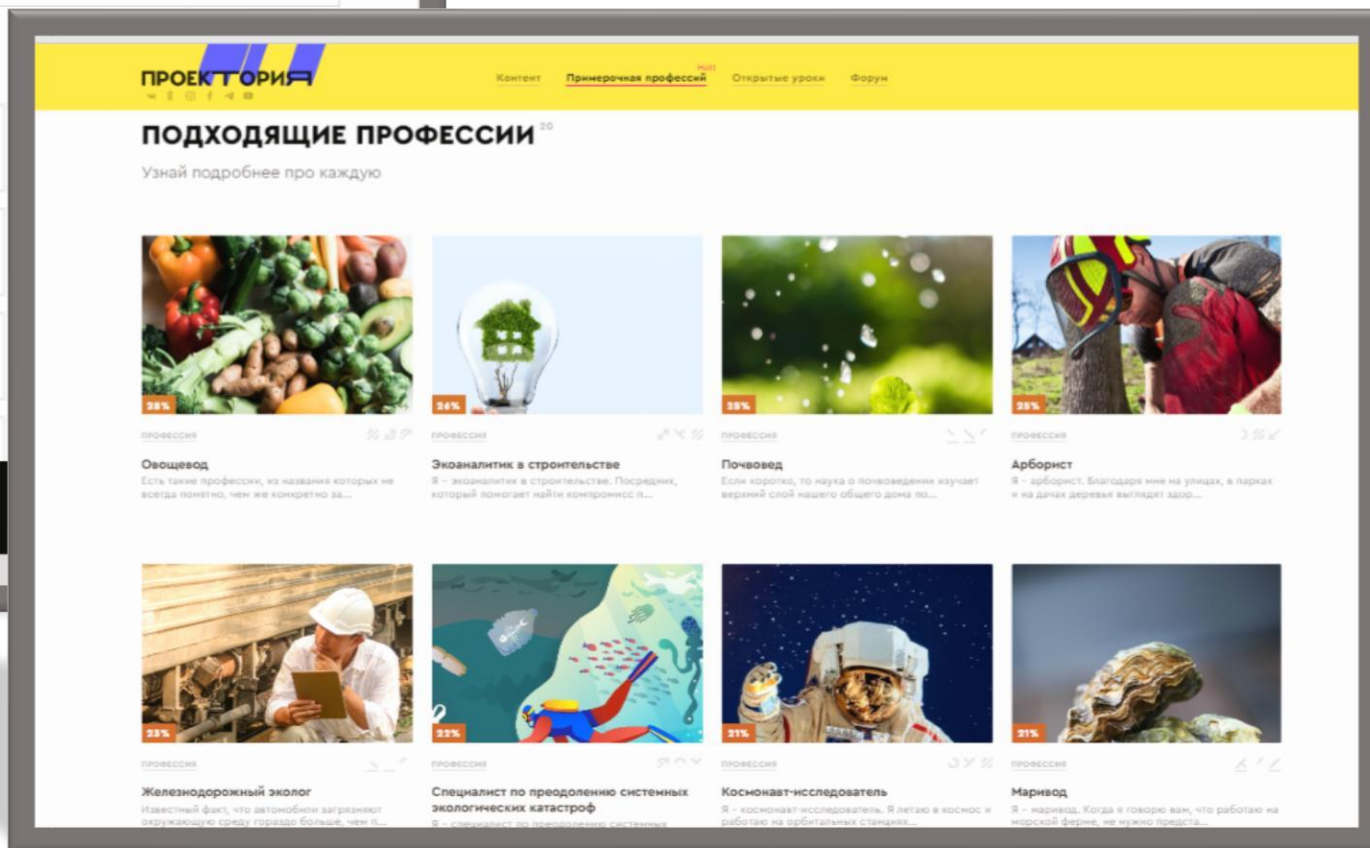 ПРОЕКТОРИЯ
Контент
Примерочная профессий
Открытые уроки
Форум
ПОДХОДЯЩИЕ ПРОФЕССИИ 20
Узнай подробнее про каждую
28%
26%
25%
ПРОФЕССИЯ
ПРОФЕССИЯ
ПРОФЕССИЯ
ПРОФЕССИЯ
Овощевод
Есть такие профессии, из названия которых не
всегда понятно, чем же конкретно за...
Экоаналитик в строительстве
Я – экоаналитик в строительстве. Посредник,
который помогает найти компромисс п...
Почвовед
Если коротко, то наука о почвоведении изучает
верхний слой нашего общего дома по...
Арборист
Я – арборист. Благодаря мне на улицах, в парках
и на дачах деревья выглядят здор...
23%
22%
21%
21%
ПРОФЕССИЯ
ПРОФЕССИЯ
ПРОФЕССИЯ
ПРОФЕССИЯ
Железнодорожный эколог
Известный факт, что автомобили загрязняют
окружающую среду гораздо больше, чем п...
Специалист по преодолению системных
экологических катастроф
Я – специалист по преодолению системных
Космонавт-исследователь
Я – космонавт-исследователь. Я летаю в космос и
работаю на орбитальных станциях...
Маривод
Я – маривод. Когда я говорю вам, что работаю на
морской ферме, не нужно предста...